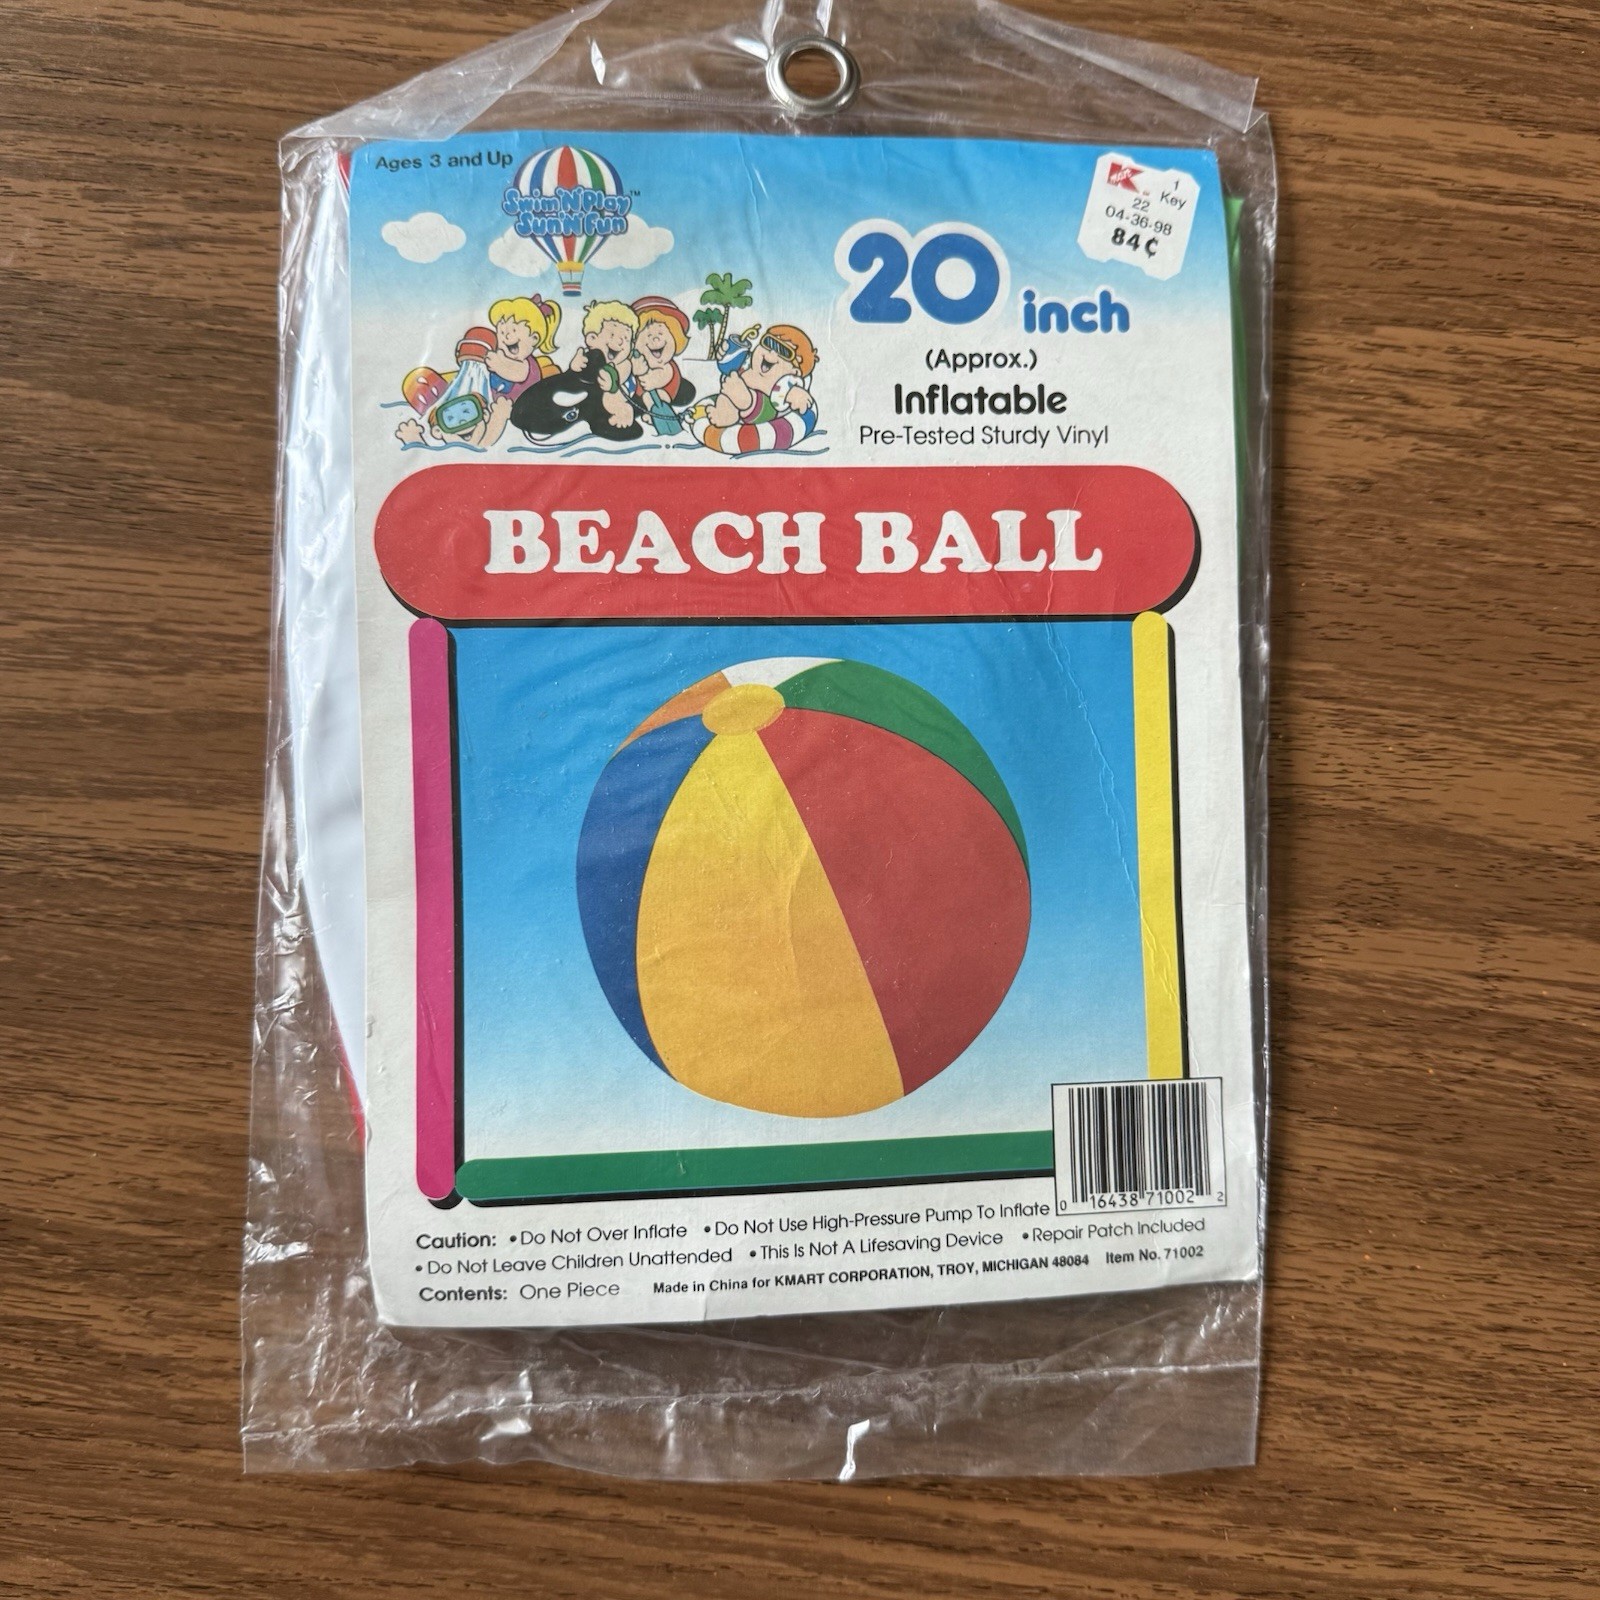 Ages 3 and Up
Swim 'N' Play™
Sun 'N' Fun
Kmart
1
Key
22
04-36-98
84¢
20 inch
(Approx.)
Inflatable
Pre-Tested Sturdy Vinyl
BEACH BALL
0 16438 71002 2
Caution: • Do Not Over Inflate • Do Not Use High-Pressure Pump To Inflate
• Do Not Leave Children Unattended • This Is Not A Lifesaving Device • Repair Patch Included
Contents: One Piece Made in China for KMART CORPORATION, TROY, MICHIGAN 48084 Item No. 71002